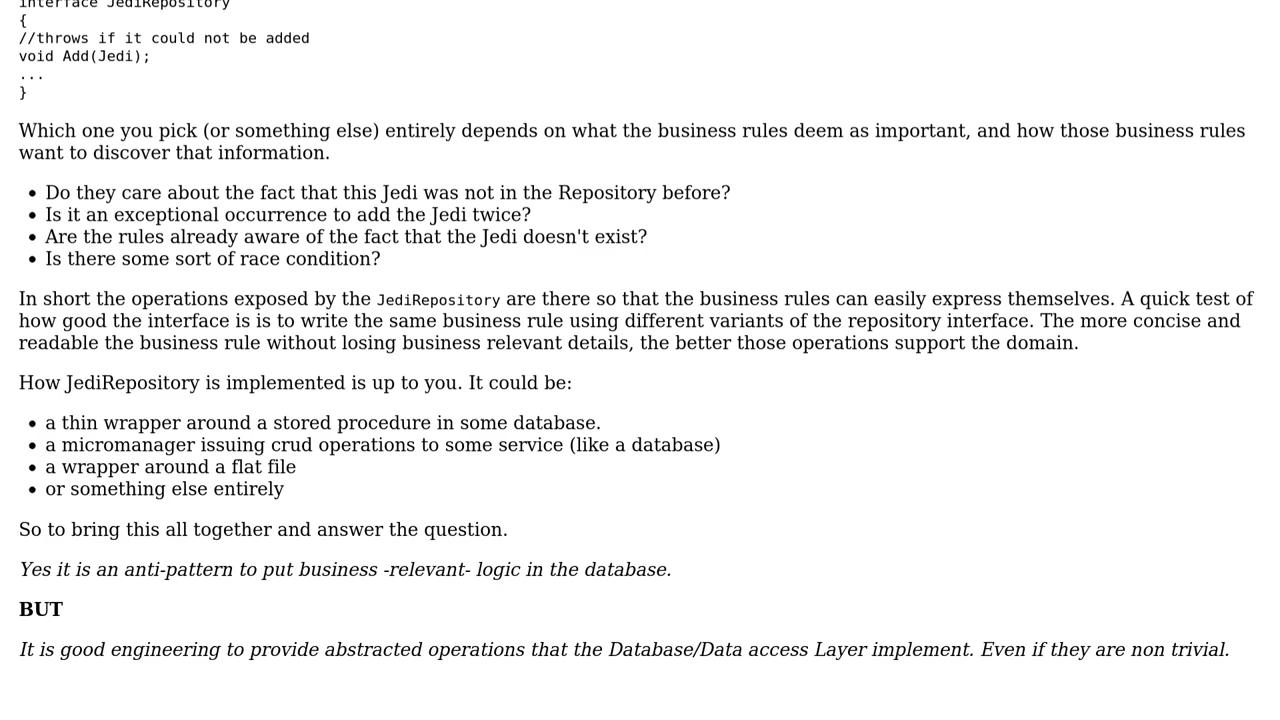 interface JediRepository
{
//throws if it could not be added
void Add(Jedi);
...
}
Which one you pick (or something else) entirely depends on what the business rules deem as important, and how those business rules
want to discover that information.
• Do they care about the fact that this Jedi was not in the Repository before?
• Is it an exceptional occurrence to add the Jedi twice?
• Are the rules already aware of the fact that the Jedi doesn't exist?
• Is there some sort of race condition?
In short the operations exposed by the JediRepository are there so that the business rules can easily express themselves. A quick test of
how good the interface is is to write the same business rule using different variants of the repository interface. The more concise and
readable the business rule without losing business relevant details, the better those operations support the domain.
How JediRepository is implemented is up to you. It could be:
• a thin wrapper around a stored procedure in some database.
• a micromanager issuing crud operations to some service (like a database)
• a wrapper around a flat file
• or something else entirely
So to bring this all together and answer the question.
Yes it is an anti-pattern to put business -relevant- logic in the database.
BUT
It is good engineering to provide abstracted operations that the Database/Data access Layer implement. Even if they are non trivial.